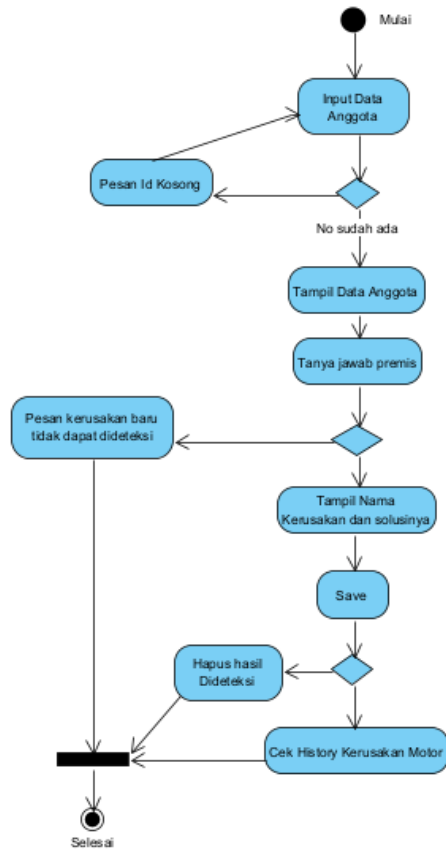 Mulai
Input Data
Anggota
Pesan Id Kosong
No sudah ada
Tampil Data Anggota
Tanya jawab premis
Pesan kerusakan baru
tidak dapat dideteksi
Tampil Nama
Kerusakan dan solusinya
Save
Hapus hasil
Dideteksi
Cek History Kerusakan Motor
Selesai